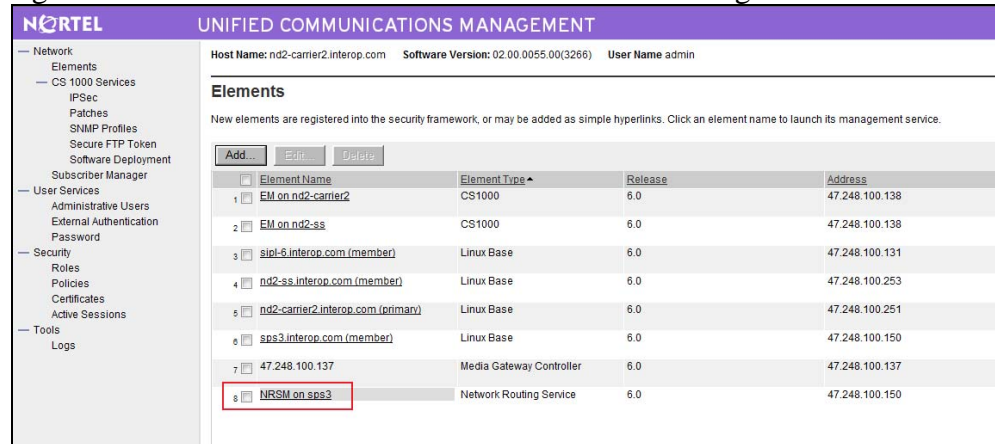 NORTEL
UNIFIED COMMUNICATIONS MANAGEMENT
Host Name: nd2-carrier2.interop.com Software Version: 02.00.0055.00(3266) User Name admin
Network
Elements
CS 1000 Services
IPSec
Patches
SNMP Profiles
Secure FTP Token
Software Deployment
Subscriber Manager
User Services
Administrative Users
External Authentication
Password
Security
Roles
Policies
Certificates
Active Sessions
Tools
Logs
Elements
New elements are registered into the security framework, or may be added as simple hyperlinks. Click an element name to launch its management service.
Add... Edit... Delete
Element Name Element Type Release Address
1 EM on nd2-carrier2 CS1000 6.0 47.248.100.138
2 EM on nd2-ss CS1000 6.0 47.248.100.138
3 sipl-6.interop.com (member) Linux Base 6.0 47.248.100.131
4 nd2-ss.interop.com (member) Linux Base 6.0 47.248.100.253
5 nd2-carrier2.interop.com (primary) Linux Base 6.0 47.248.100.251
6 sps3.interop.com (member) Linux Base 6.0 47.248.100.150
7 47.248.100.137 Media Gateway Controller 6.0 47.248.100.137
8 NRSM on sps3 Network Routing Service 6.0 47.248.100.150